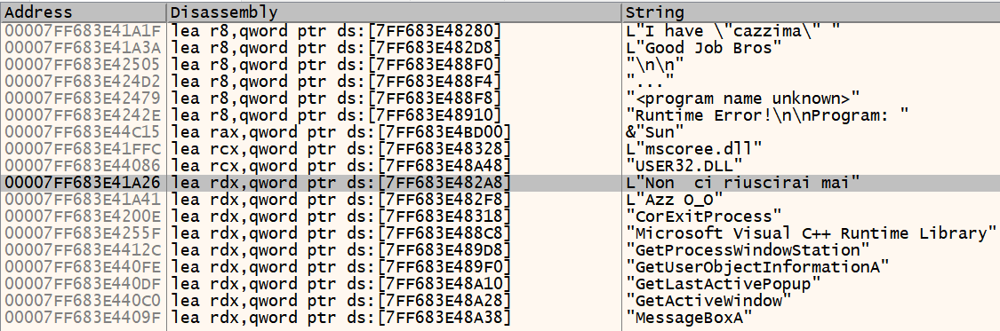 Address Disassembly String
00007FF683E41A1F lea r8,qword ptr ds:[7FF683E48280] L"I have \"cazzima\" "
00007FF683E41A3A lea r8,qword ptr ds:[7FF683E482D8] L"Good Job Bros"
00007FF683E42505 lea r8,qword ptr ds:[7FF683E488F0] "\n\n"
00007FF683E424D2 lea r8,qword ptr ds:[7FF683E488F4] "..."
00007FF683E42479 lea r8,qword ptr ds:[7FF683E488F8] "<program name unknown>"
00007FF683E4242E lea r8,qword ptr ds:[7FF683E48910] "Runtime Error!\n\nProgram: "
00007FF683E44C15 lea rax,qword ptr ds:[7FF683E4BD00] &"Sun"
00007FF683E41FFC lea rcx,qword ptr ds:[7FF683E48328] L"mscoree.dll"
00007FF683E44086 lea rcx,qword ptr ds:[7FF683E48A48] "USER32.DLL"
00007FF683E41A26 lea rdx,qword ptr ds:[7FF683E482A8] L"Non  ci riuscirai mai"
00007FF683E41A41 lea rdx,qword ptr ds:[7FF683E482F8] L"Azz O_O"
00007FF683E4200E lea rdx,qword ptr ds:[7FF683E48318] "CorExitProcess"
00007FF683E4255F lea rdx,qword ptr ds:[7FF683E488C8] "Microsoft Visual C++ Runtime Library"
00007FF683E4412C lea rdx,qword ptr ds:[7FF683E489D8] "GetProcessWindowStation"
00007FF683E440FE lea rdx,qword ptr ds:[7FF683E489F0] "GetUserObjectInformationA"
00007FF683E440DF lea rdx,qword ptr ds:[7FF683E48A10] "GetLastActivePopup"
00007FF683E440C0 lea rdx,qword ptr ds:[7FF683E48A28] "GetActiveWindow"
00007FF683E4409F lea rdx,qword ptr ds:[7FF683E48A38] "MessageBoxA"